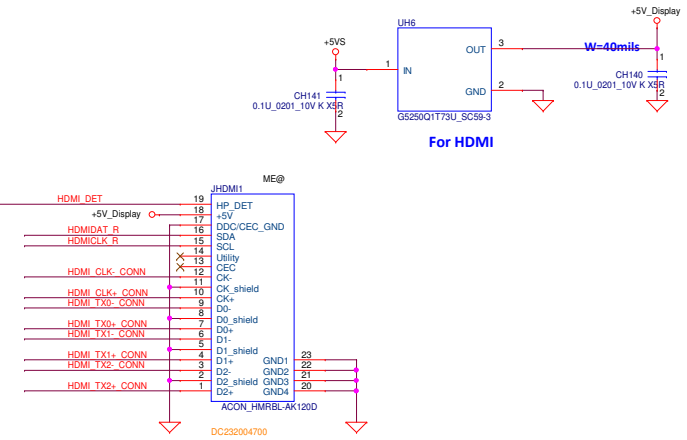 +5V_Display
UH6
+5VS
OUT 3 W=40mils
1 IN
1
1
CH141
0.1U_0201_10V K X5R
2
GND 2
CH140
0.1U_0201_10V K X5R
2
G5250Q1T73U_SC59-3
For HDMI
ME@
JHDMI1
HDMI_DET 19 HP_DET
+5V_Display 18 +5V
17 DDC/CEC_GND
HDMIDAT_R 16 SDA
HDMICLK_R 15 SCL
14 Utility
13 CEC
HDMI_CLK-_CONN 12 CK-
11 CK_shield
HDMI_CLK+_CONN 10 CK+
HDMI_TX0-_CONN 9 D0-
8 D0_shield
HDMI_TX0+_CONN 7 D0+
HDMI_TX1-_CONN 6 D1-
5 D1_shield
HDMI_TX1+_CONN 4 D1+ GND1 23
HDMI_TX2-_CONN 3 D2- GND2 22
2 D2_shield GND3 21
HDMI_TX2+_CONN 1 D2+ GND4 20
ACON_HMRBL-AK120D
DC232004700